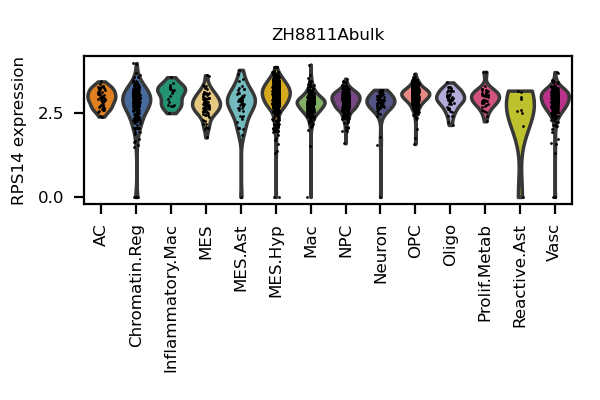 ZH8811Abulk
RPS14 expression
2.5
0.0
AC
Chromatin.Reg
Inflammatory.Mac
MES
MES.Ast
MES.Hyp
Mac
NPC
Neuron
OPC
Oligo
Prolif.Metab
Reactive.Ast
Vasc